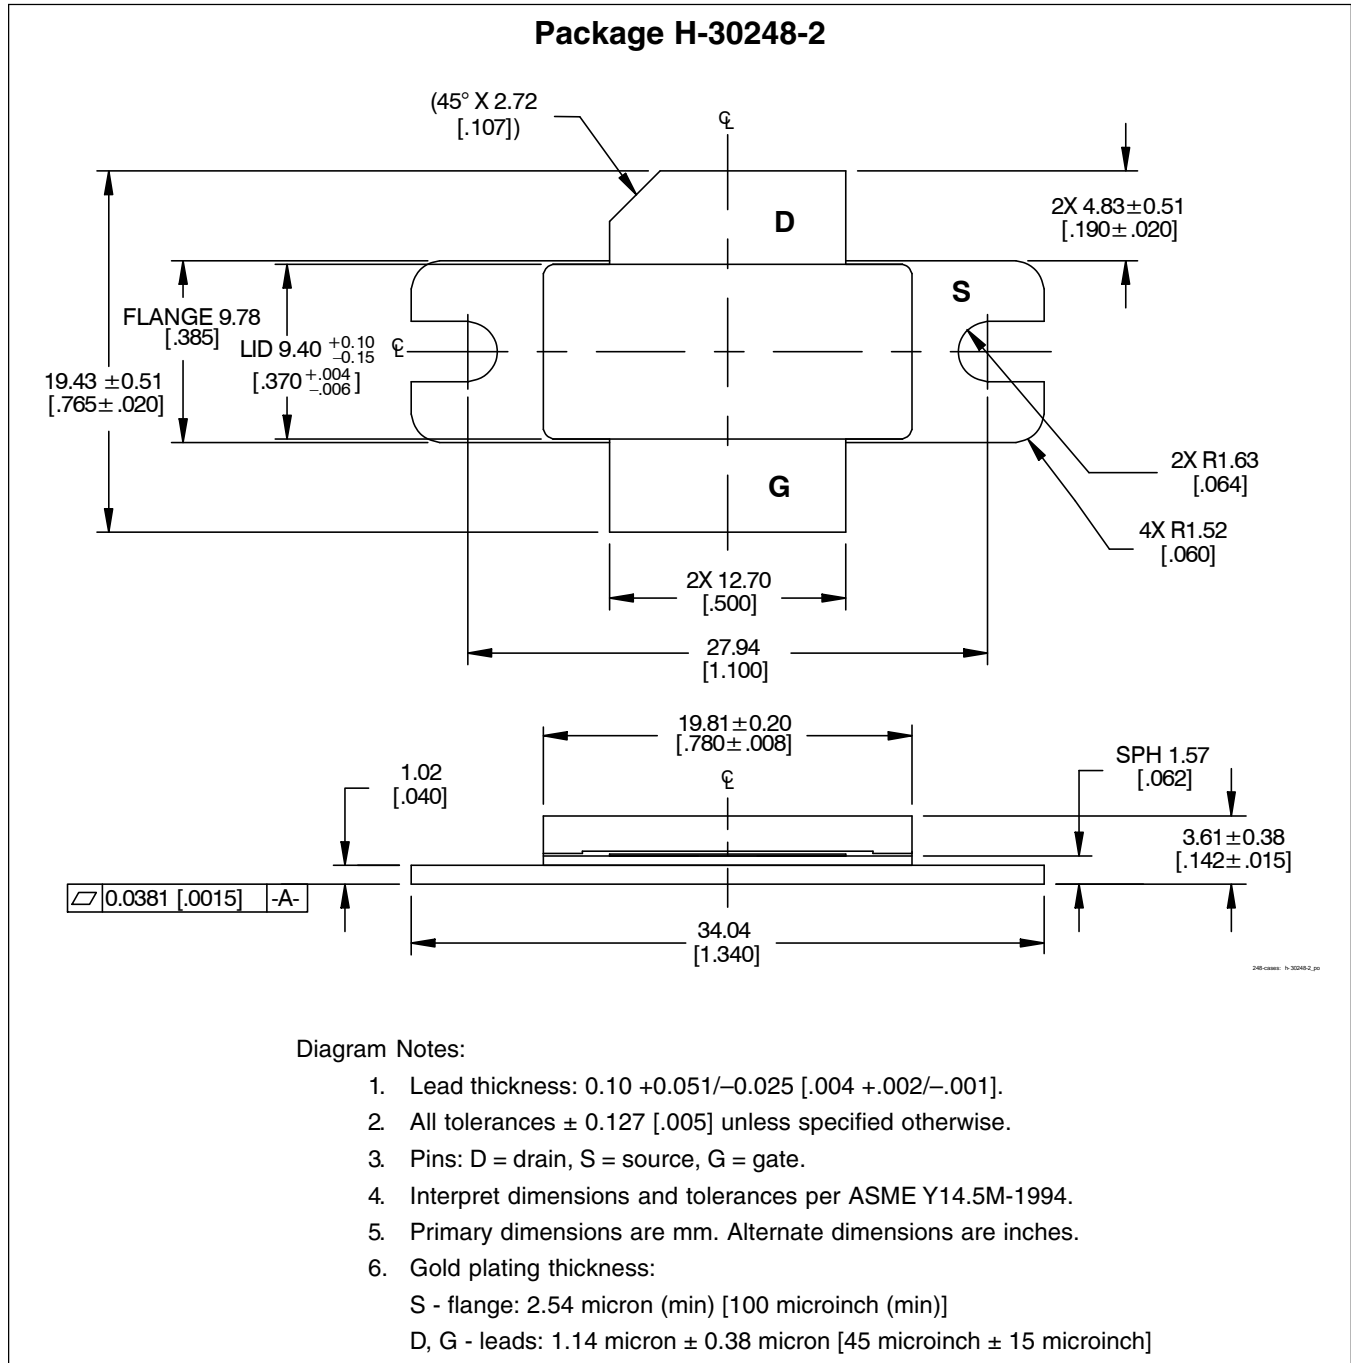 Package H-30248-2
(45° X 2.72
[.107])
℄
D
2X 4.83±0.51
[.190±.020]
S
FLANGE 9.78
[.385]
LID 9.40 +0.10 −0.15
[.370 +.004 −.006]
℄
19.43 ±0.51
[.765±.020]
2X R1.63
[.064]
G
4X R1.52
[.060]
2X 12.70
[.500]
27.94
[1.100]
19.81±0.20
[.780±.008]
℄
SPH 1.57
[.062]
1.02
[.040]
3.61±0.38
[.142±.015]
⏥ 0.0381 [.0015] -A-
34.04
[1.340]
248-cases: h-30248-2_po
Diagram Notes:
1. Lead thickness: 0.10 +0.051/–0.025 [.004 +.002/–.001].
2. All tolerances ± 0.127 [.005] unless specified otherwise.
3. Pins: D = drain, S = source, G = gate.
4. Interpret dimensions and tolerances per ASME Y14.5M-1994.
5. Primary dimensions are mm. Alternate dimensions are inches.
6. Gold plating thickness:
S - flange: 2.54 micron (min) [100 microinch (min)]
D, G - leads: 1.14 micron ± 0.38 micron [45 microinch ± 15 microinch]